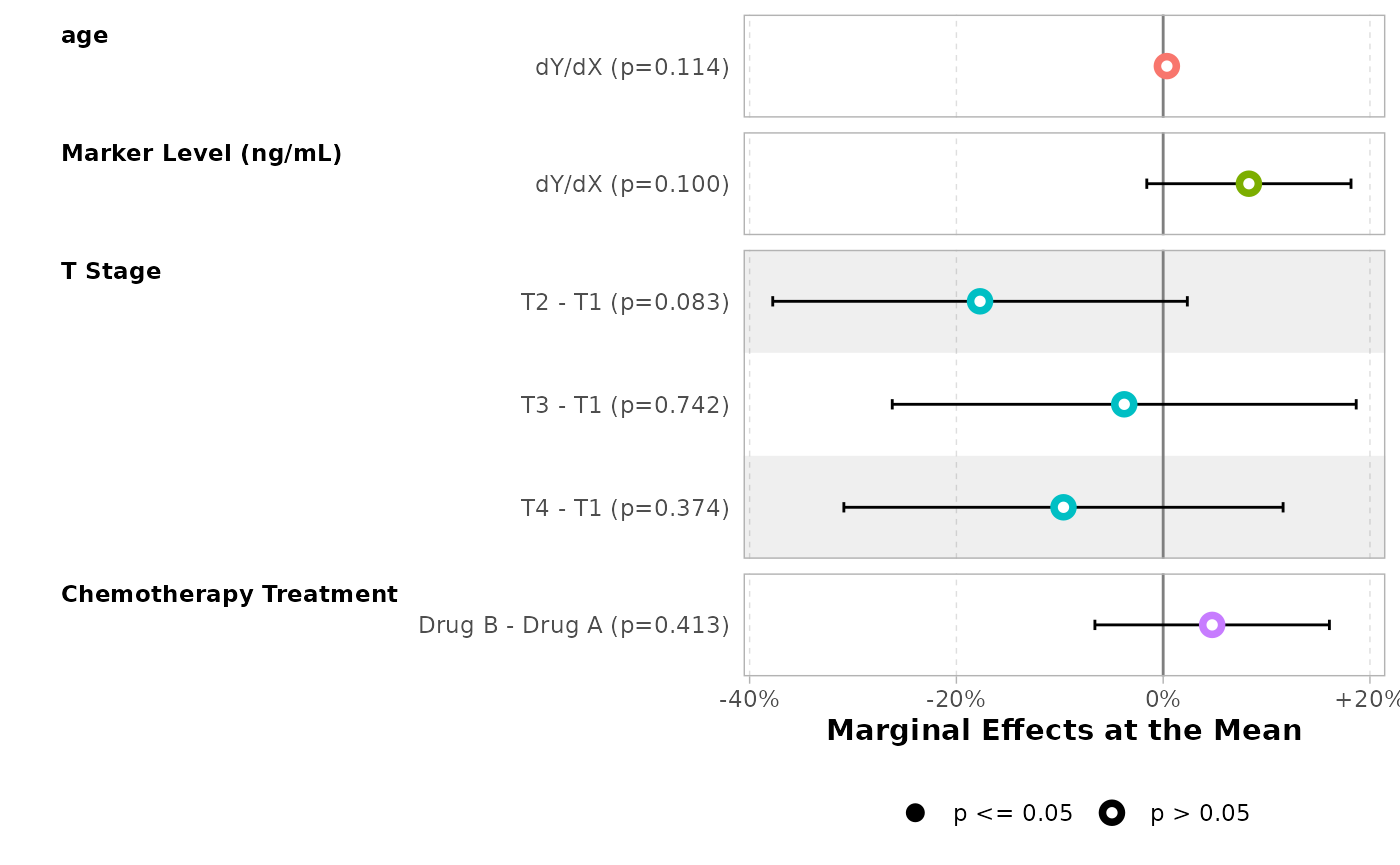 age
dY/dX (p=0.114)
Marker Level (ng/mL)
dY/dX (p=0.100)
T Stage
T2 - T1 (p=0.083)
T3 - T1 (p=0.742)
T4 - T1 (p=0.374)
Chemotherapy Treatment
Drug B - Drug A (p=0.413)
-40% -20% 0% +20%
Marginal Effects at the Mean
p <= 0.05 p > 0.05